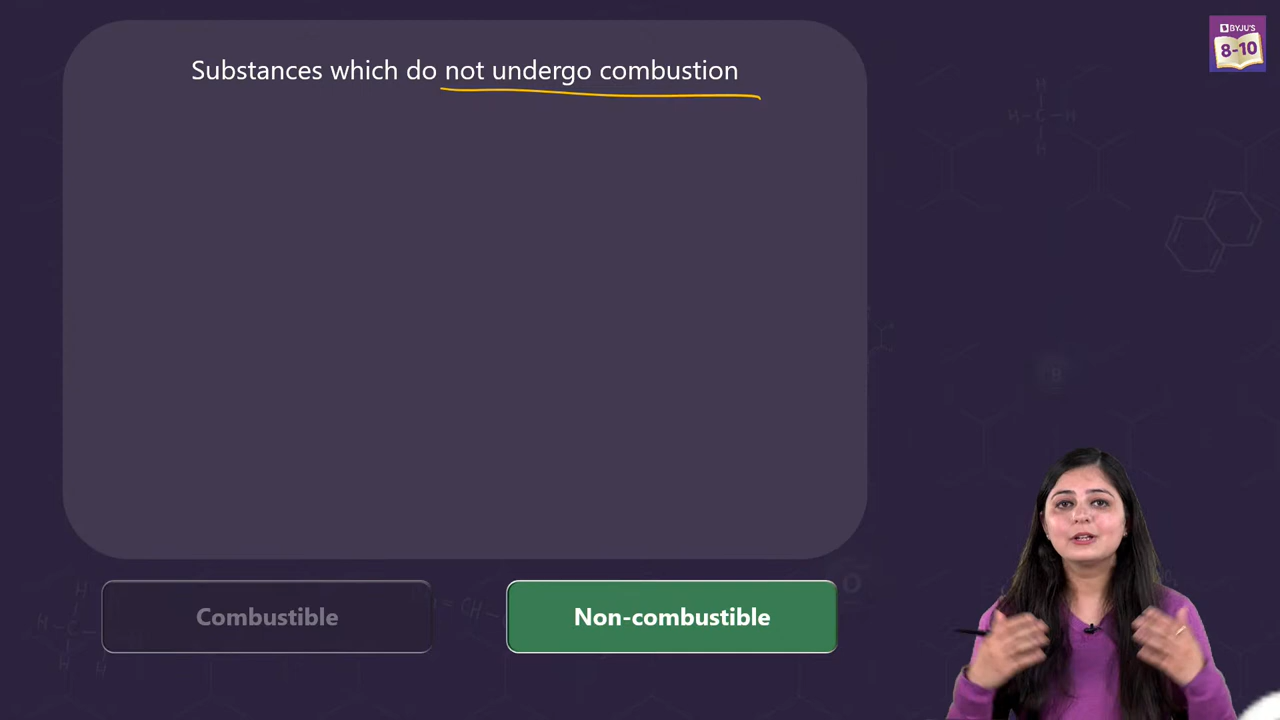 BYJU'S
8-10
Substances which do not undergo combustion
Combustible
Non-combustible